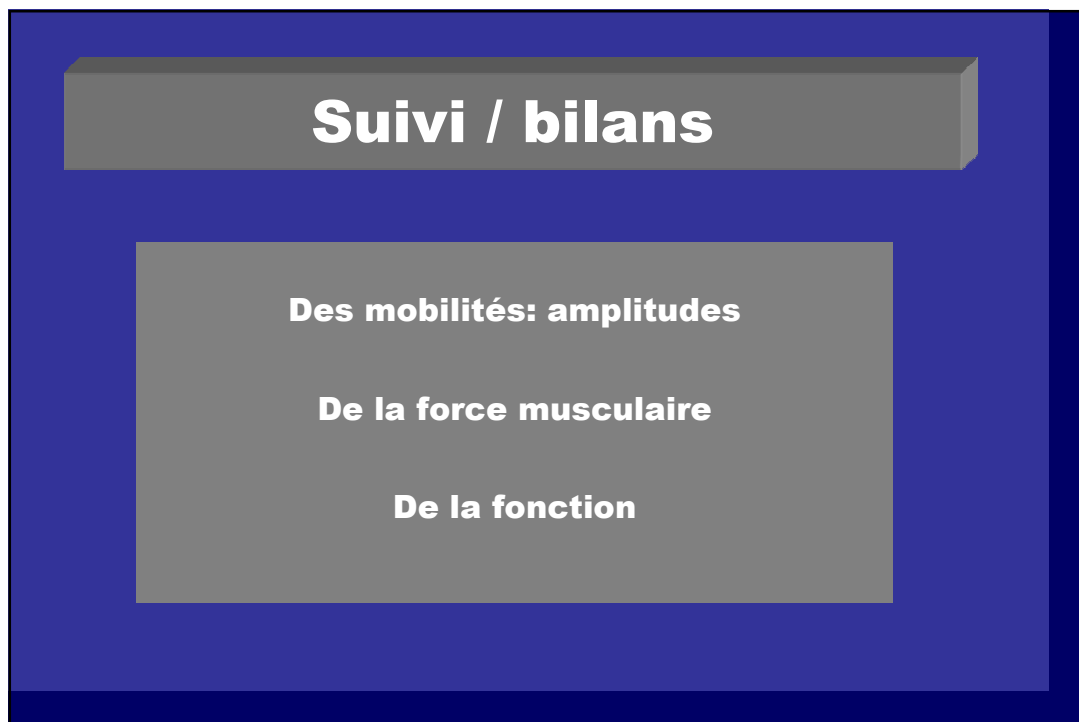 Suivi / bilans
Des mobilités: amplitudes
De la force musculaire
De la fonction